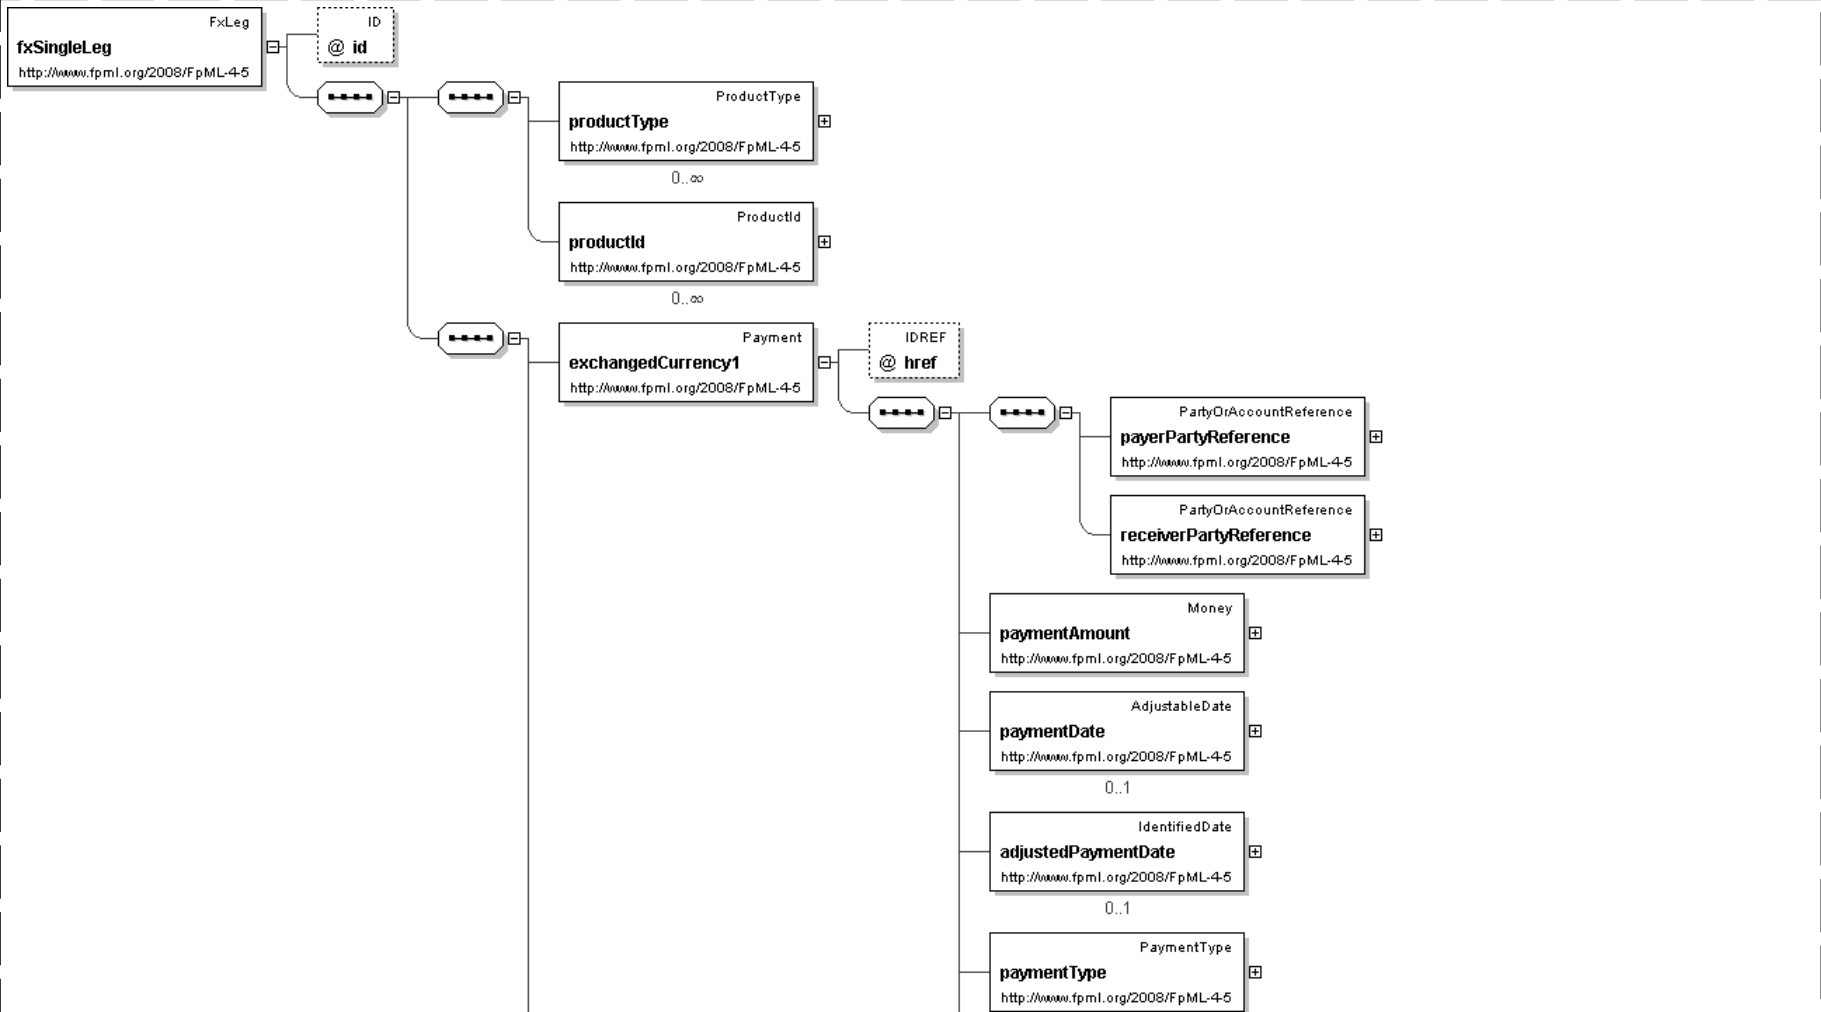 FxLeg
fxSingleLeg
http://www.fpml.org/2008/FpML-4-5
ID
@ id
ProductType
productType
http://www.fpml.org/2008/FpML-4-5
0..∞
ProductId
productId
http://www.fpml.org/2008/FpML-4-5
0..∞
Payment
exchangedCurrency1
http://www.fpml.org/2008/FpML-4-5
IDREF
@ href
PartyOrAccountReference
payerPartyReference
http://www.fpml.org/2008/FpML-4-5
PartyOrAccountReference
receiverPartyReference
http://www.fpml.org/2008/FpML-4-5
Money
paymentAmount
http://www.fpml.org/2008/FpML-4-5
AdjustableDate
paymentDate
http://www.fpml.org/2008/FpML-4-5
0..1
IdentifiedDate
adjustedPaymentDate
http://www.fpml.org/2008/FpML-4-5
0..1
PaymentType
paymentType
http://www.fpml.org/2008/FpML-4-5